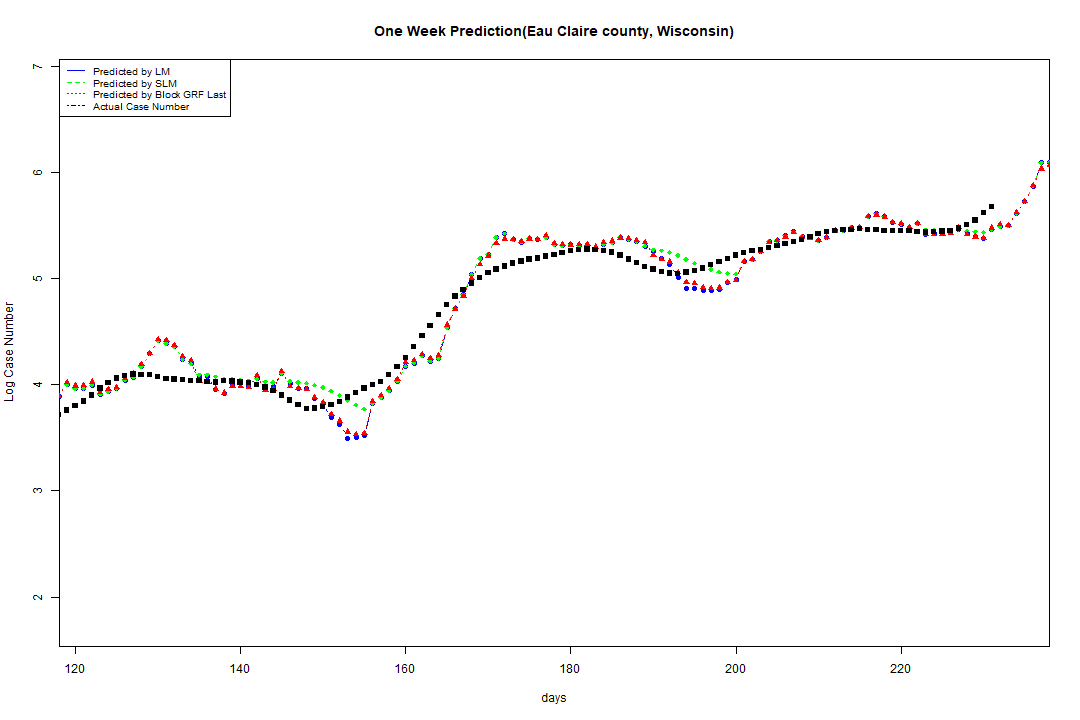 One Week Prediction(Eau Claire county, Wisconsin)
Predicted by LM
Predicted by SLM
Predicted by Block GRF Last
Actual Case Number
7
6
5
4
3
2
Log Case Number
120 140 160 180 200 220
days